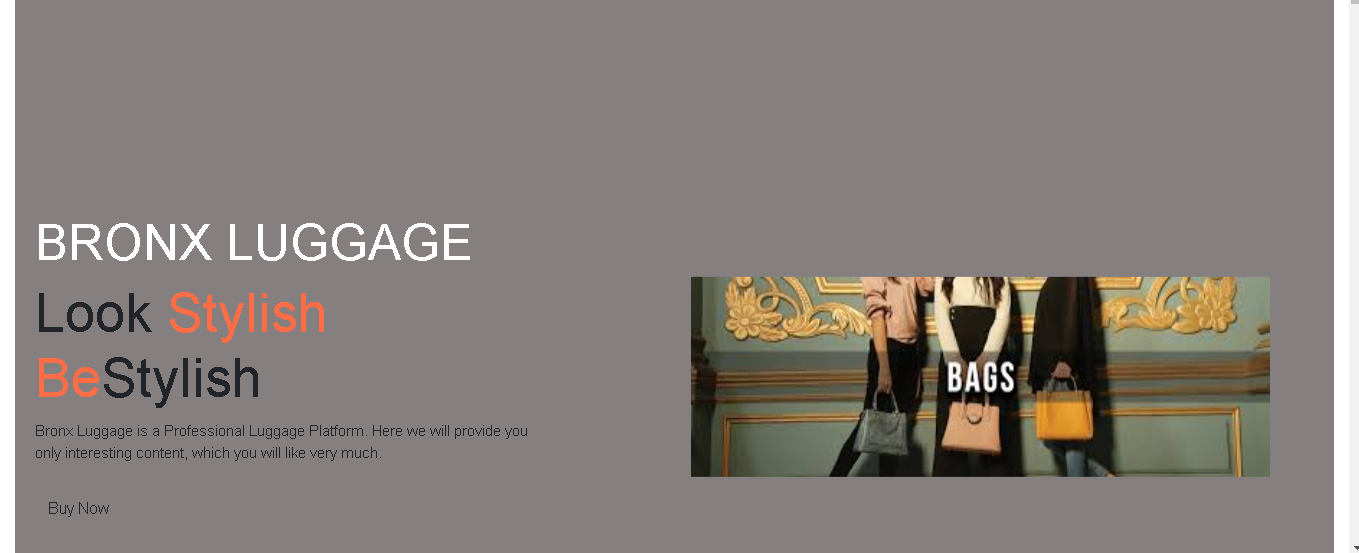 BRONX LUGGAGE
Look Stylish
BeStylish
Bronx Luggage is a Professional Luggage Platform. Here we will provide you
only interesting content, which you will like very much.
Buy Now
BAGS